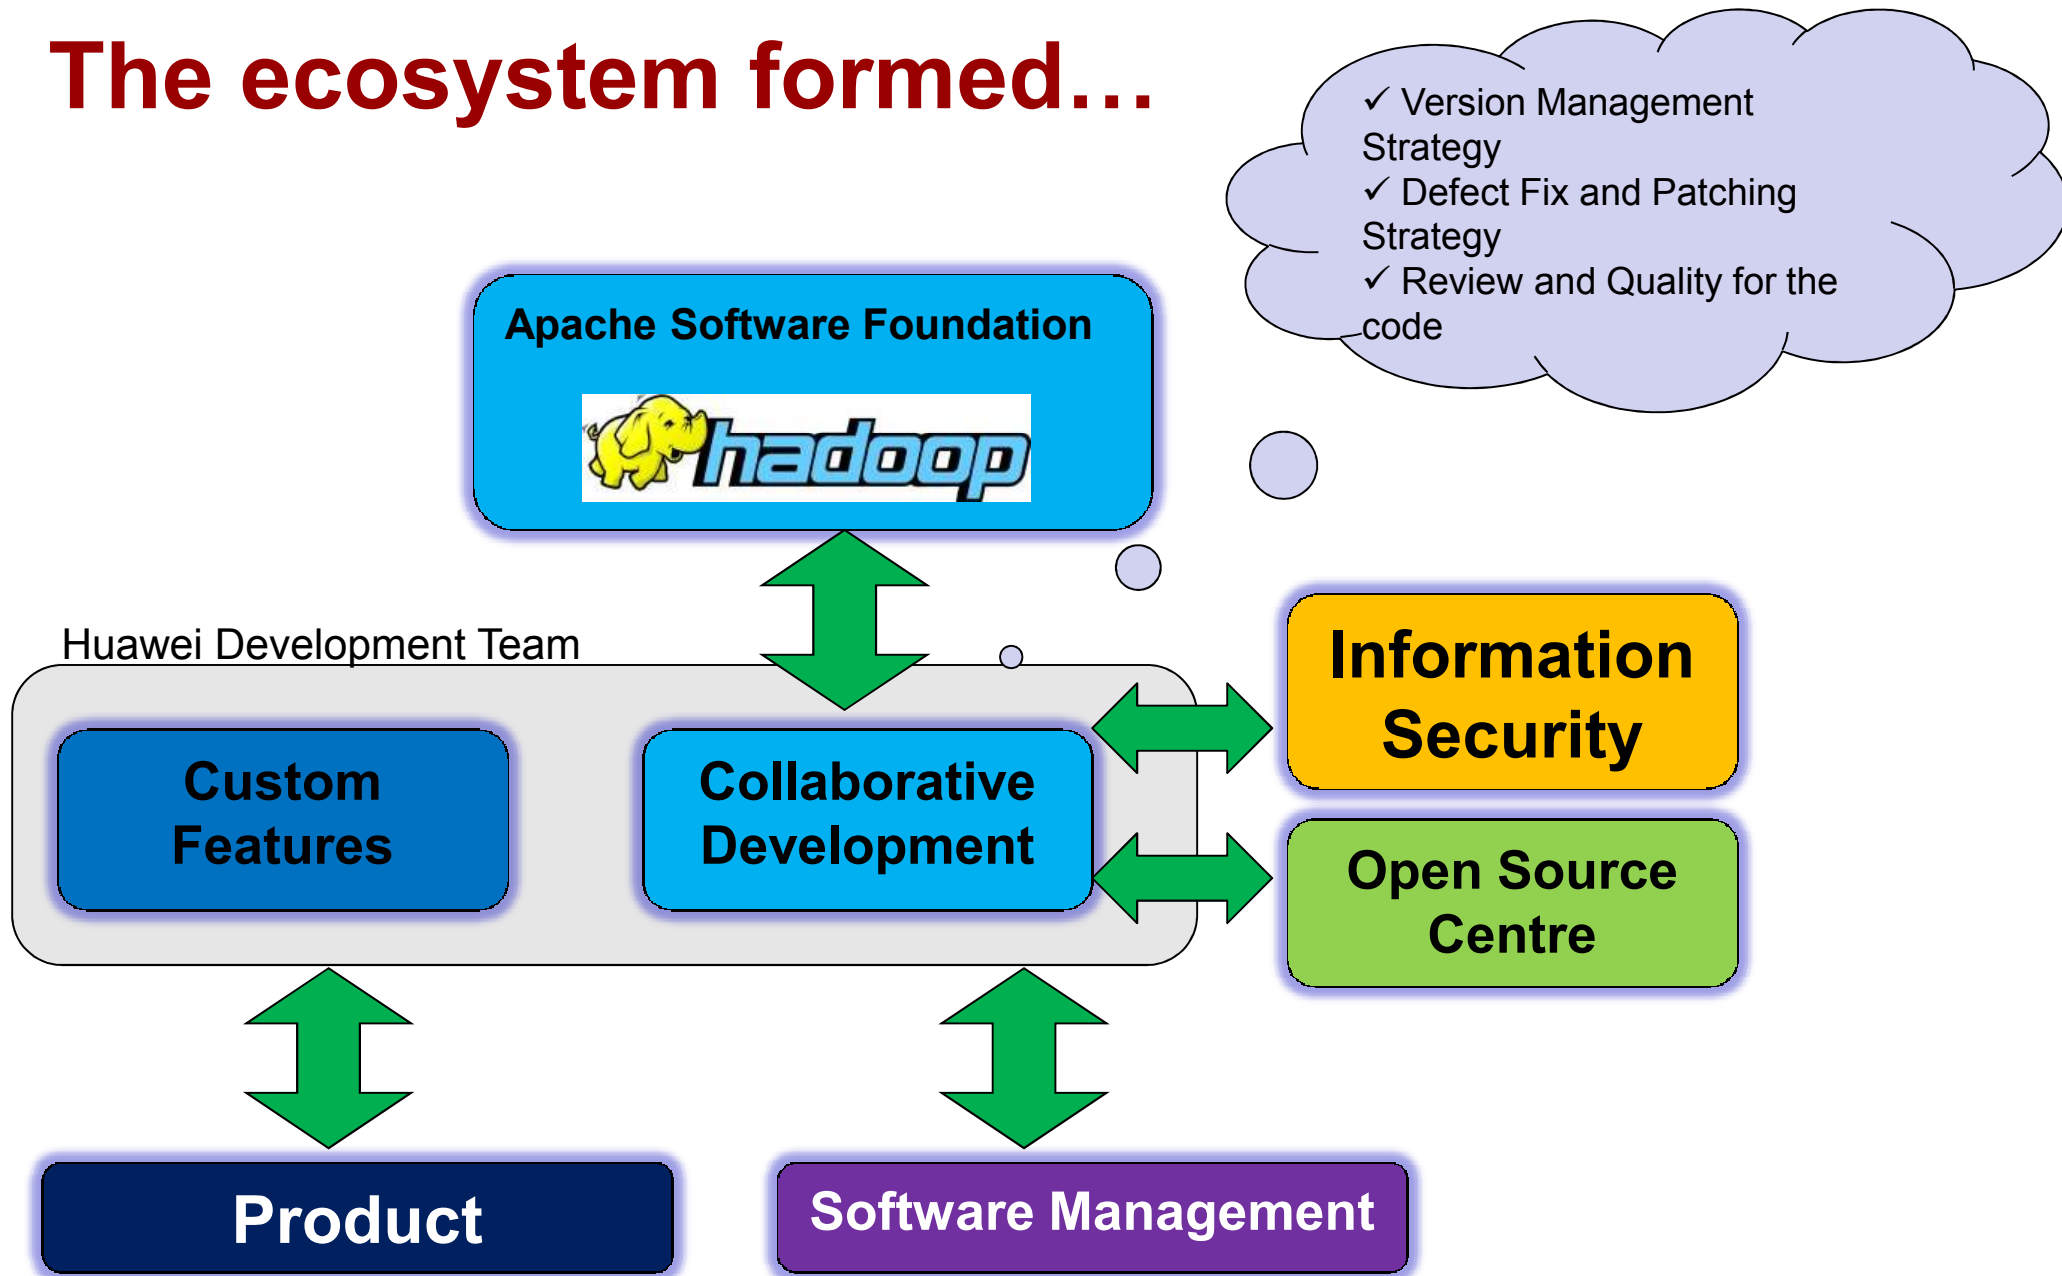 The ecosystem formed…
✓ Version Management
Strategy
✓ Defect Fix and Patching
Strategy
✓ Review and Quality for the
code
Apache Software Foundation
hadoop
Huawei Development Team
Custom
Features
Collaborative
Development
Information
Security
Open Source
Centre
Product
Software Management